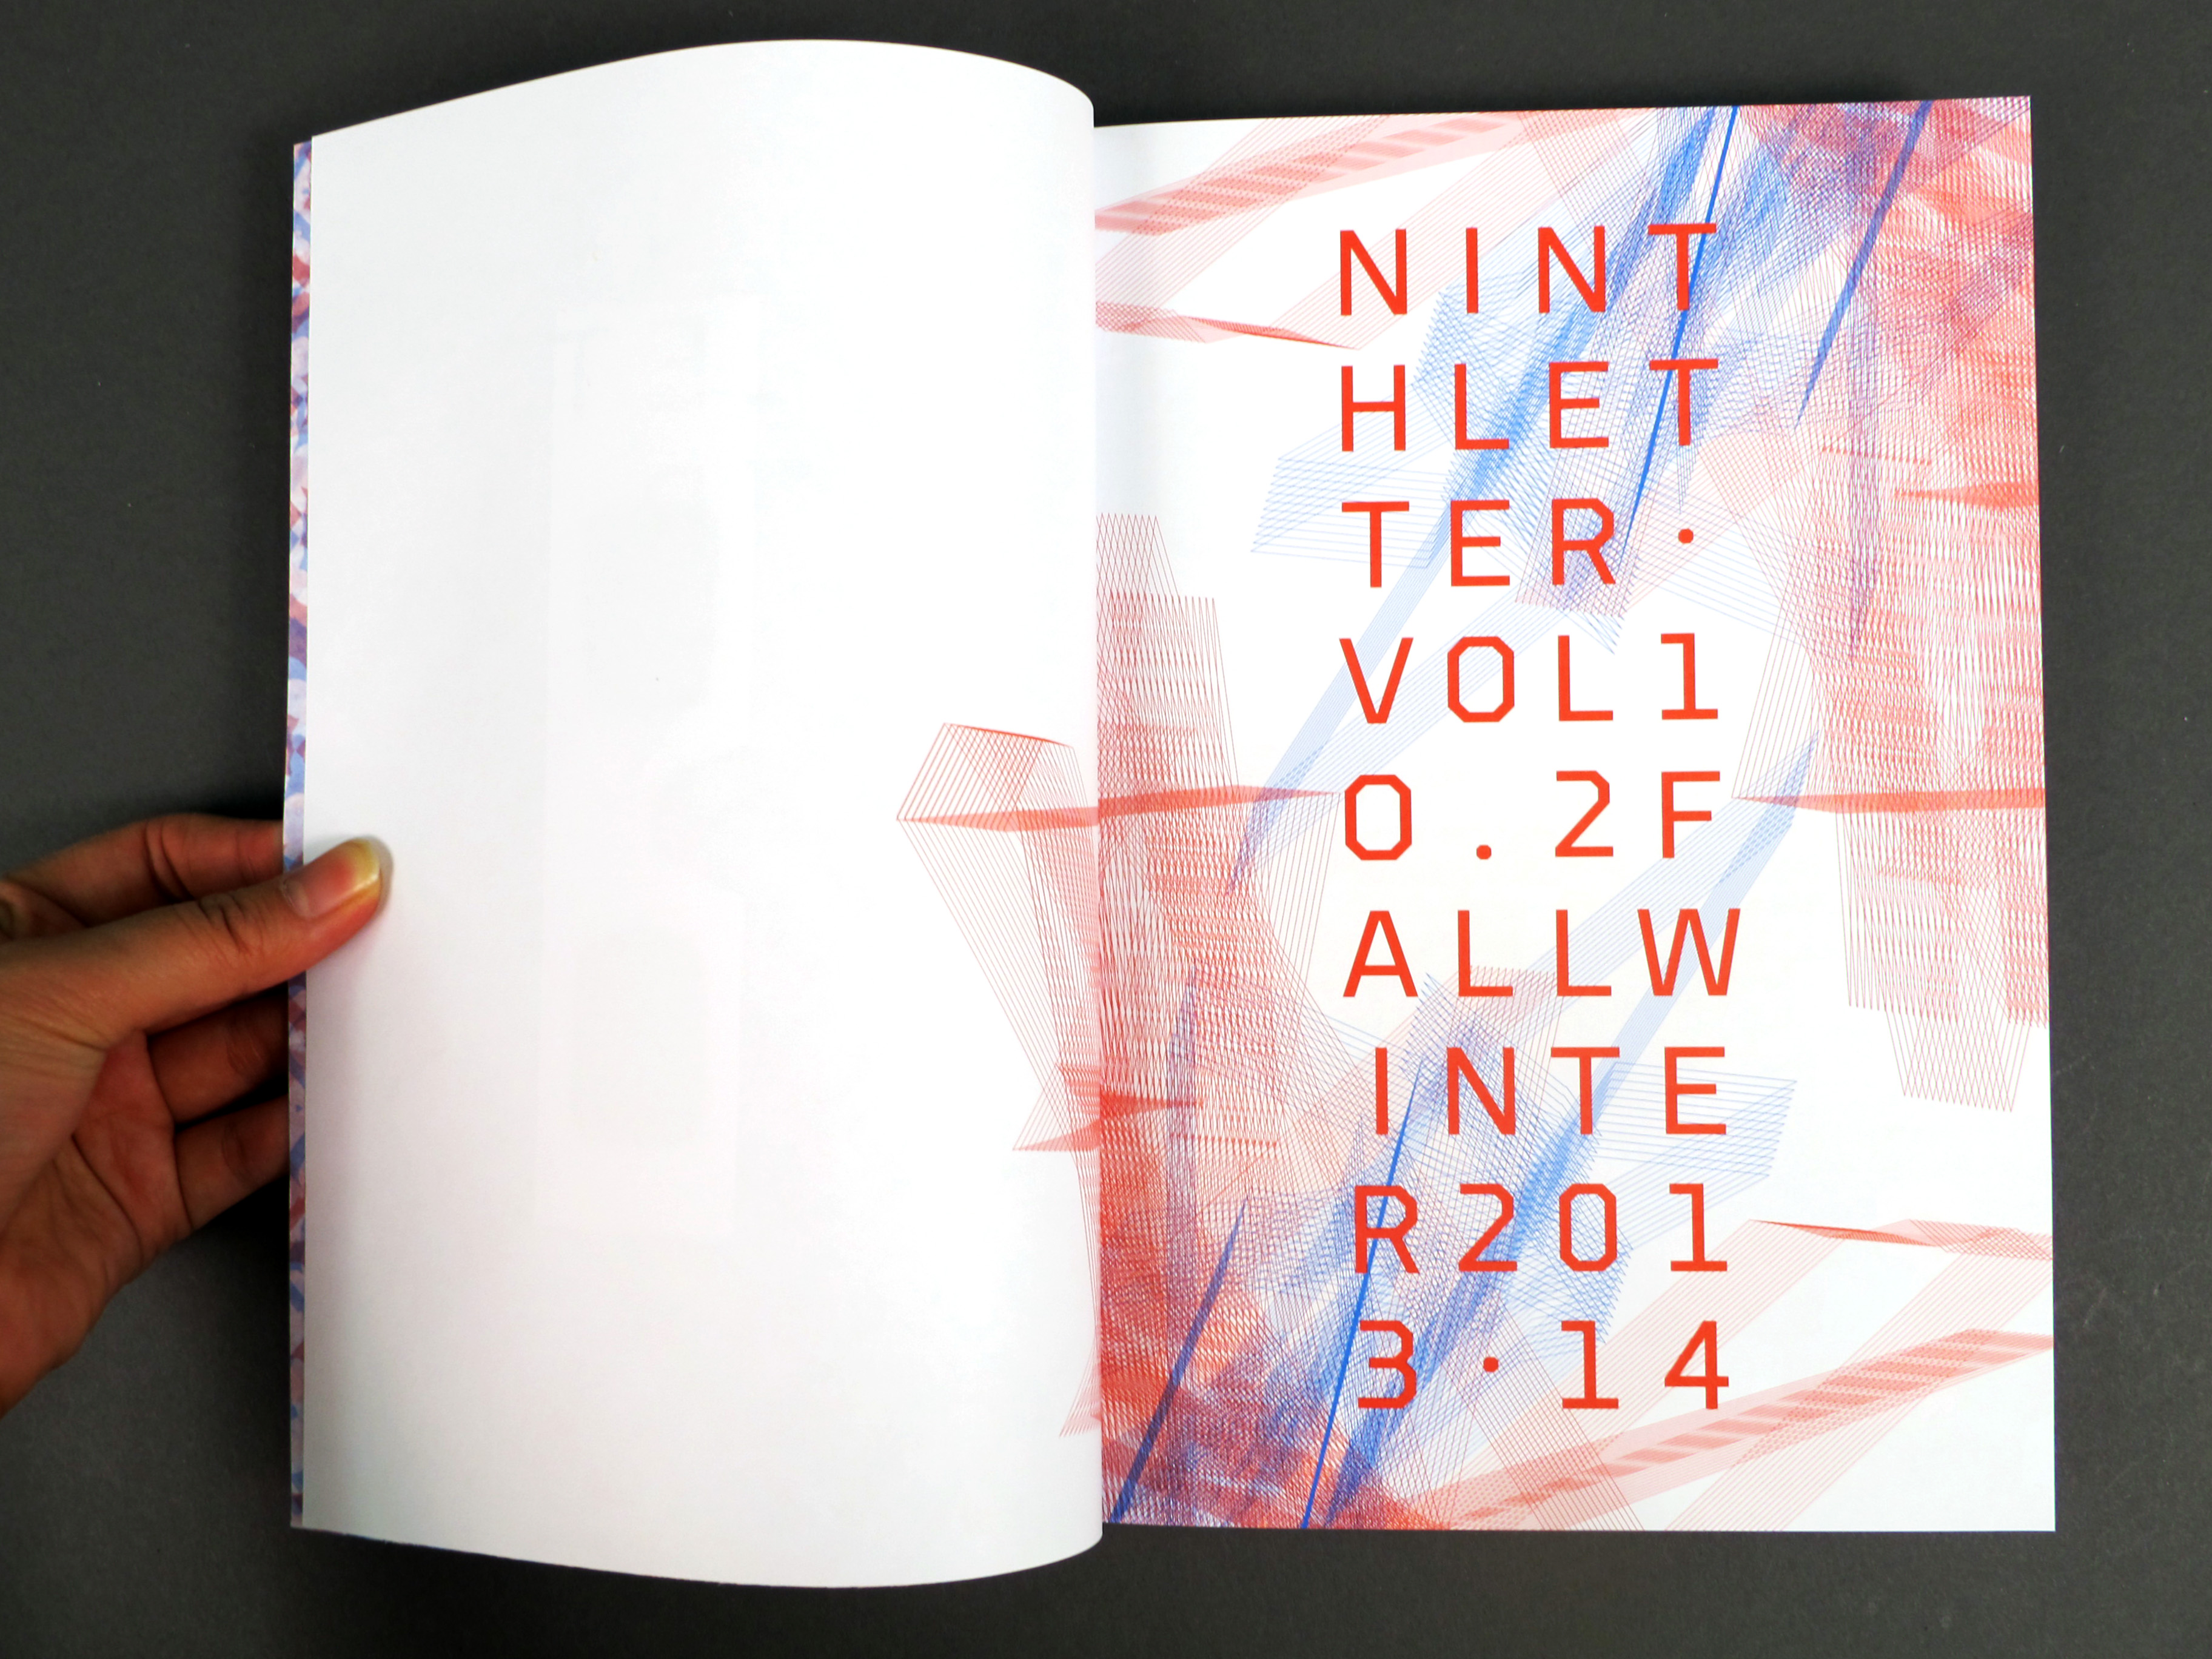 NINT
HLET
TER·
VOL1
0.2F
ALLW
INTE
R201
3·14